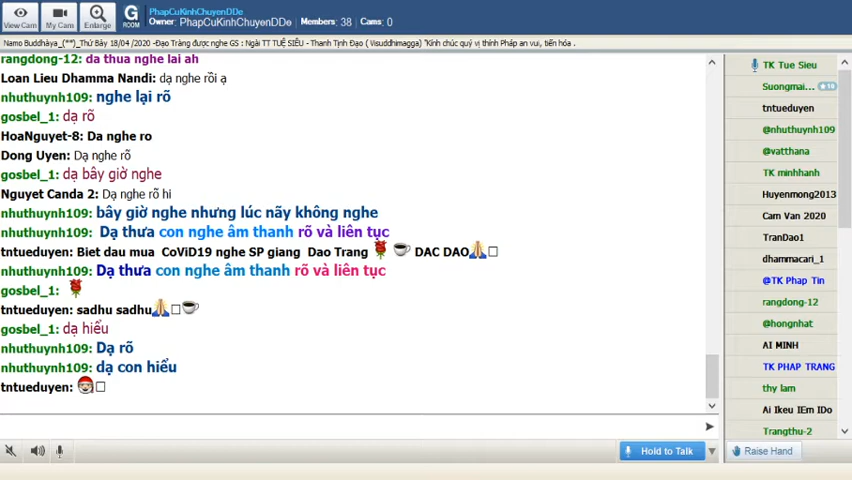 View Cam
My Cam
Enlarge
G
ROOM
PhapCuKinhChuyenDDe
Owner: PhapCuKinhChuyenDDe Members: 38 Cams: 0
Namo Buddhàya_(**)_Thứ Bảy 18/04 /2020 -Đạo Tràng được nghe GS : Ngài TT TUỆ SIÊU - Thanh Tịnh Đạo ( Visuddhimagga) "Kính chúc quý vị thính Pháp an vui, tiến hóa .
rangdong-12: da thua nghe lai ah
Loan Lieu Dhamma Nandi: dạ nghe rồi ạ
nhuthuynh109: nghe lại rõ
gosbel_1: dạ rõ
HoaNguyet-8: Da nghe ro
Dong Uyen: Dạ nghe rõ
gosbel_1: dạ bây giờ nghe
Nguyet Canda 2: Dạ nghe rõ hi
nhuthuynh109: bây giờ nghe nhưng lúc nãy không nghe
nhuthuynh109: Dạ thưa con nghe âm thanh rõ và liên tục
tntueduyen: Biet dau mua CoViD19 nghe SP giang Dao Trang DAC DAO
nhuthuynh109: Dạ thưa con nghe âm thanh rõ và liên tục
gosbel_1:
tntueduyen: sadhu sadhu
gosbel_1: dạ hiểu
nhuthuynh109: Dạ rõ
nhuthuynh109: dạ con hiểu
tntueduyen:
Hold to Talk
TK Tue Sieu
Suongmai... ★10
tntueduyen
@nhuthuynh109
@vatthana
TK minhhanh
Huyenmong2013
Cam Van 2020
TranDao1
dhammacari_1
@TK Phap Tin
rangdong-12
@hongnhat
AI MINH
TK PHAP TRANG
thy lam
Ai Ikeu IEm IDo
Trangthu-2
Raise Hand